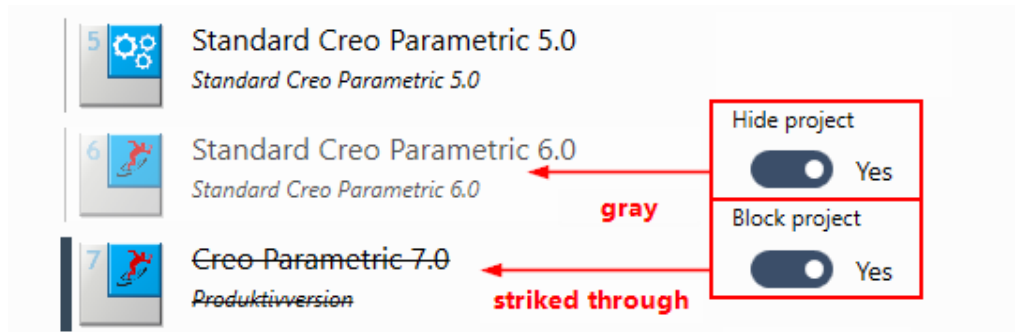 5
Standard Creo Parametric 5.0
Standard Creo Parametric 5.0
Hide project
6
Standard Creo Parametric 6.0
Yes
Standard Creo Parametric 6.0
gray
Block project
7
Creo Parametric 7.0
Yes
Produktivversion
striked through